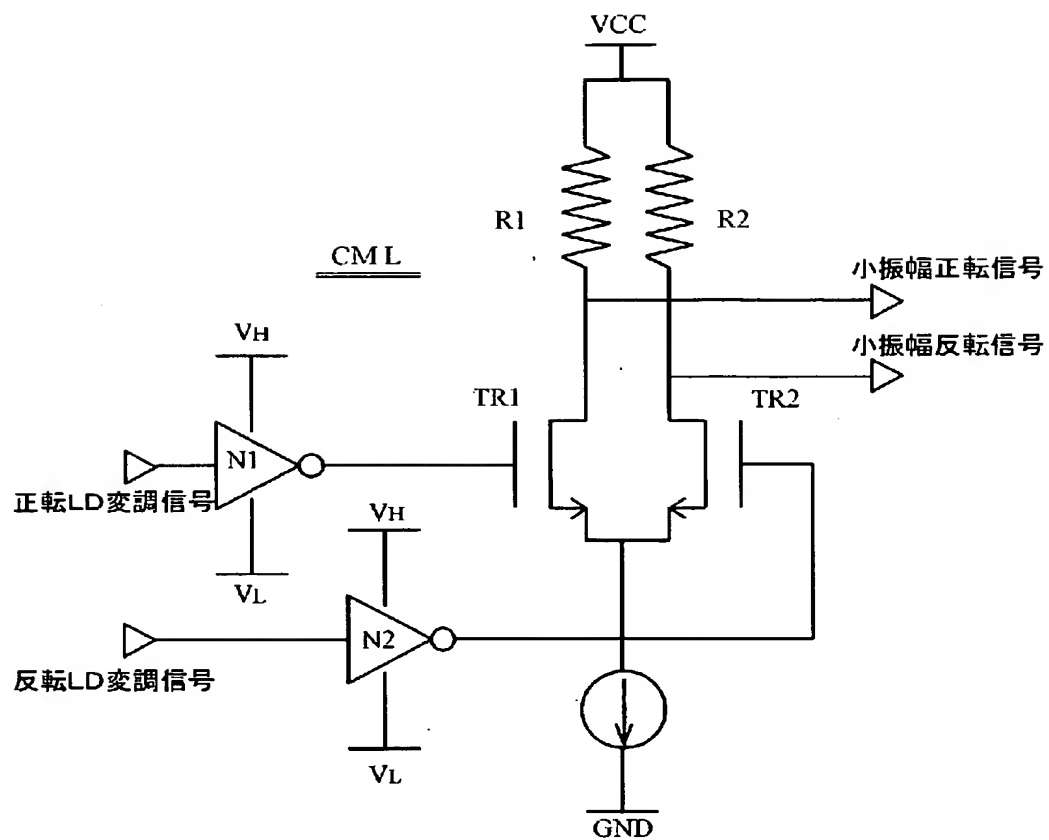 VCC
R1
R2
CML
小振幅正転信号
小振幅反転信号
VH
TR1
TR2
N1
正転LD変調信号
VH
VL
N2
反転LD変調信号
VL
GND